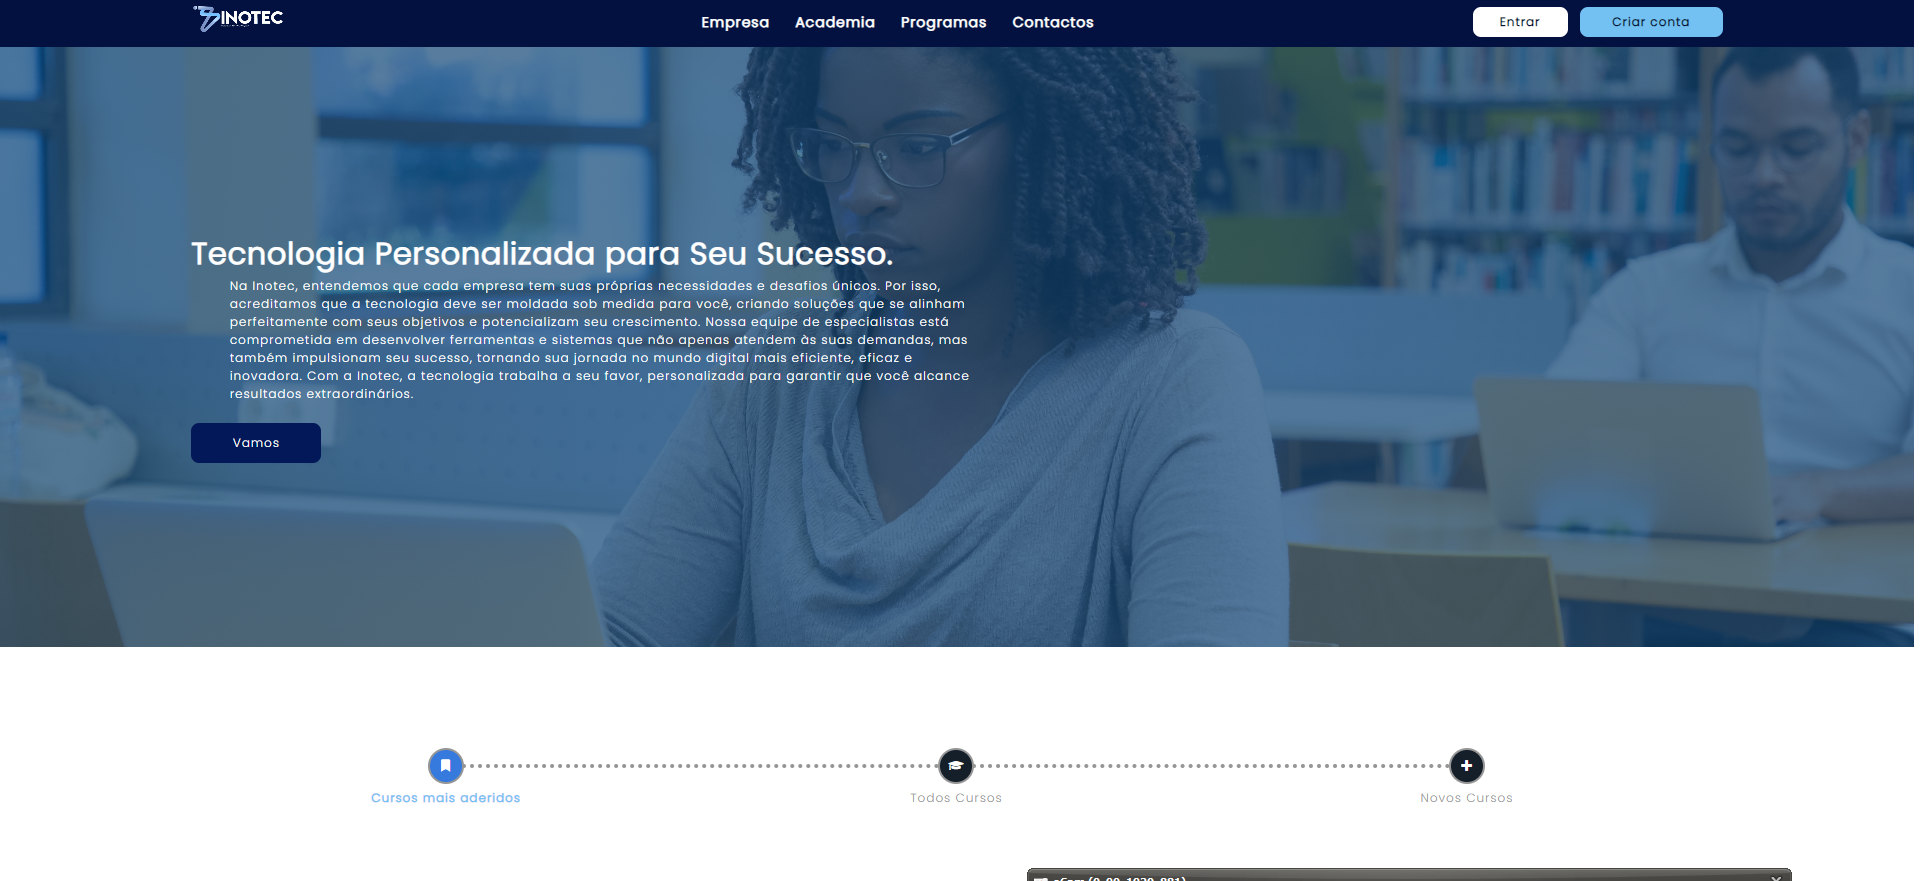 INOTEC
Empresa Academia Programas Contactos
Entrar Criar conta
Tecnologia Personalizada para Seu Sucesso.
Na Inotec, entendemos que cada empresa tem suas próprias necessidades e desafios únicos. Por isso,
acreditamos que a tecnologia deve ser moldada sob medida para você, criando soluções que se alinham
perfeitamente com seus objetivos e potencializam seu crescimento. Nossa equipe de especialistas está
comprometida em desenvolver ferramentas e sistemas que não apenas atendem às suas demandas, mas
também impulsionam seu sucesso, tornando sua jornada no mundo digital mais eficiente, eficaz e
inovadora. Com a Inotec, a tecnologia trabalha a seu favor, personalizada para garantir que você alcance
resultados extraordinários.
Vamos
Cursos mais aderidos
Todos Cursos
Novos Cursos